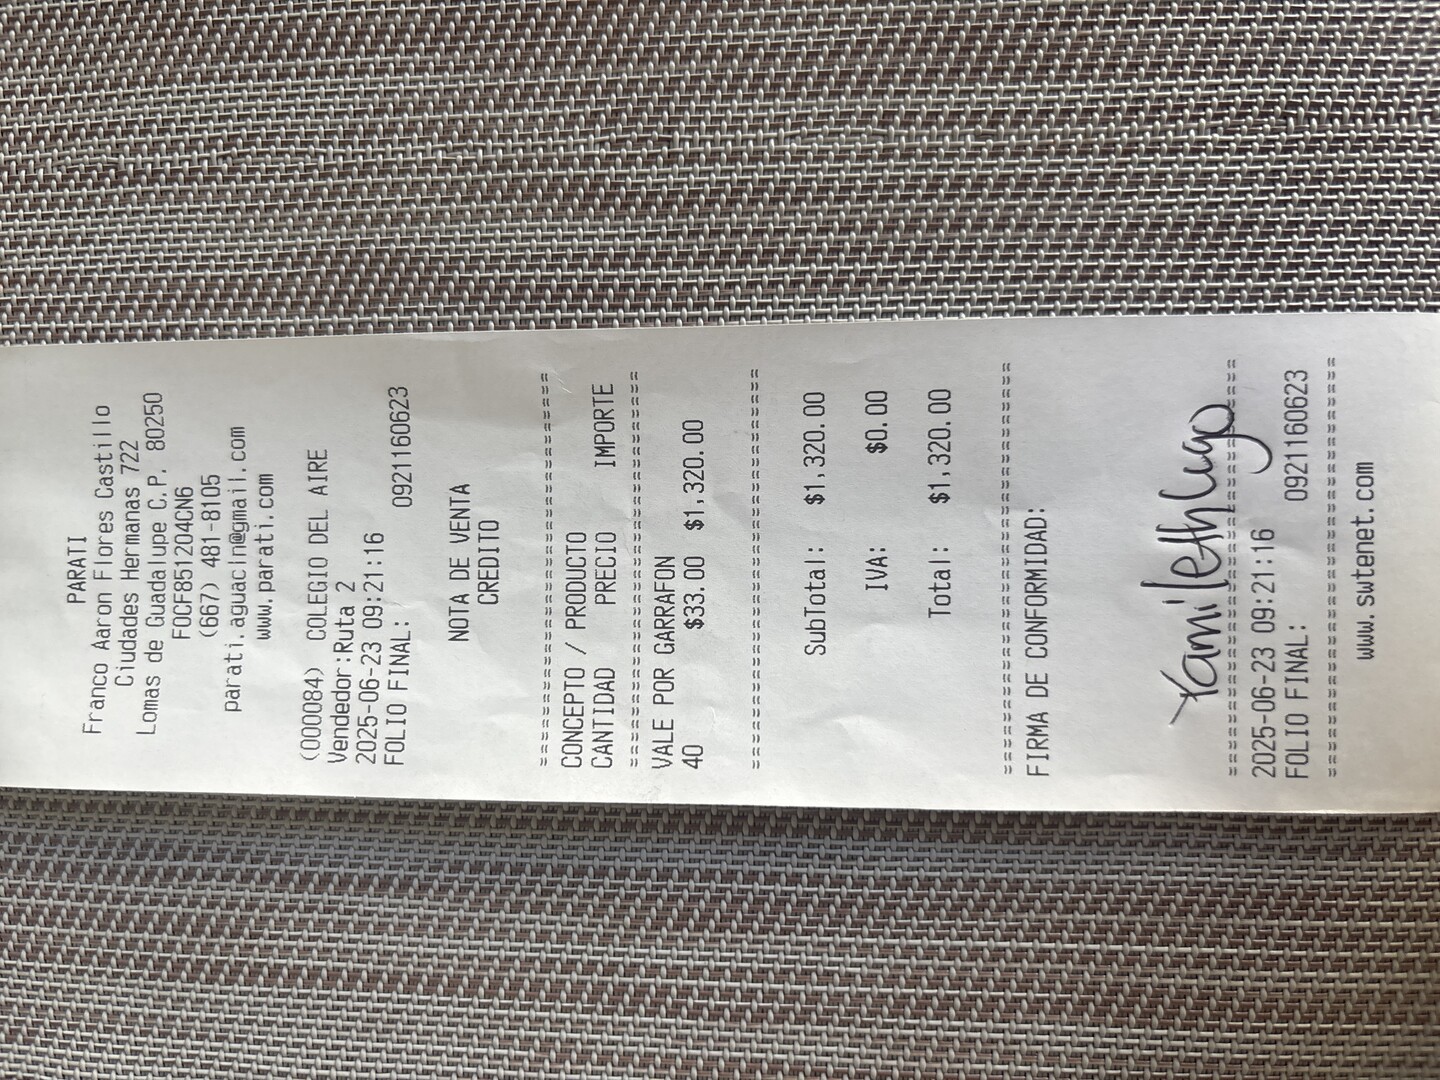 PARATI
Franco Aaron Flores Castillo
Ciudades Hermanas 722
Lomas de Guadalupe C.P. 80250
FOCF851204CN6
(667) 481-8105
parati.aguacln@gmail.com
www.parati.com
(000084) COLEGIO DEL AIRE
Vendedor:Ruta 2
2025-06-23 09:21:16
FOLIO FINAL: 0921160623
NOTA DE VENTA
CREDITO
==============================
CONCEPTO / PRODUCTO
CANTIDAD PRECIO IMPORTE
==============================
VALE POR GARRAFON
40 $33.00 $1,320.00
==============================
SubTotal: $1,320.00
IVA: $0.00
Total: $1,320.00
==============================
FIRMA DE CONFORMIDAD:
Yamileth Lugo
==============================
2025-06-23 09:21:16
FOLIO FINAL: 0921160623
==============================
www.swtenet.com